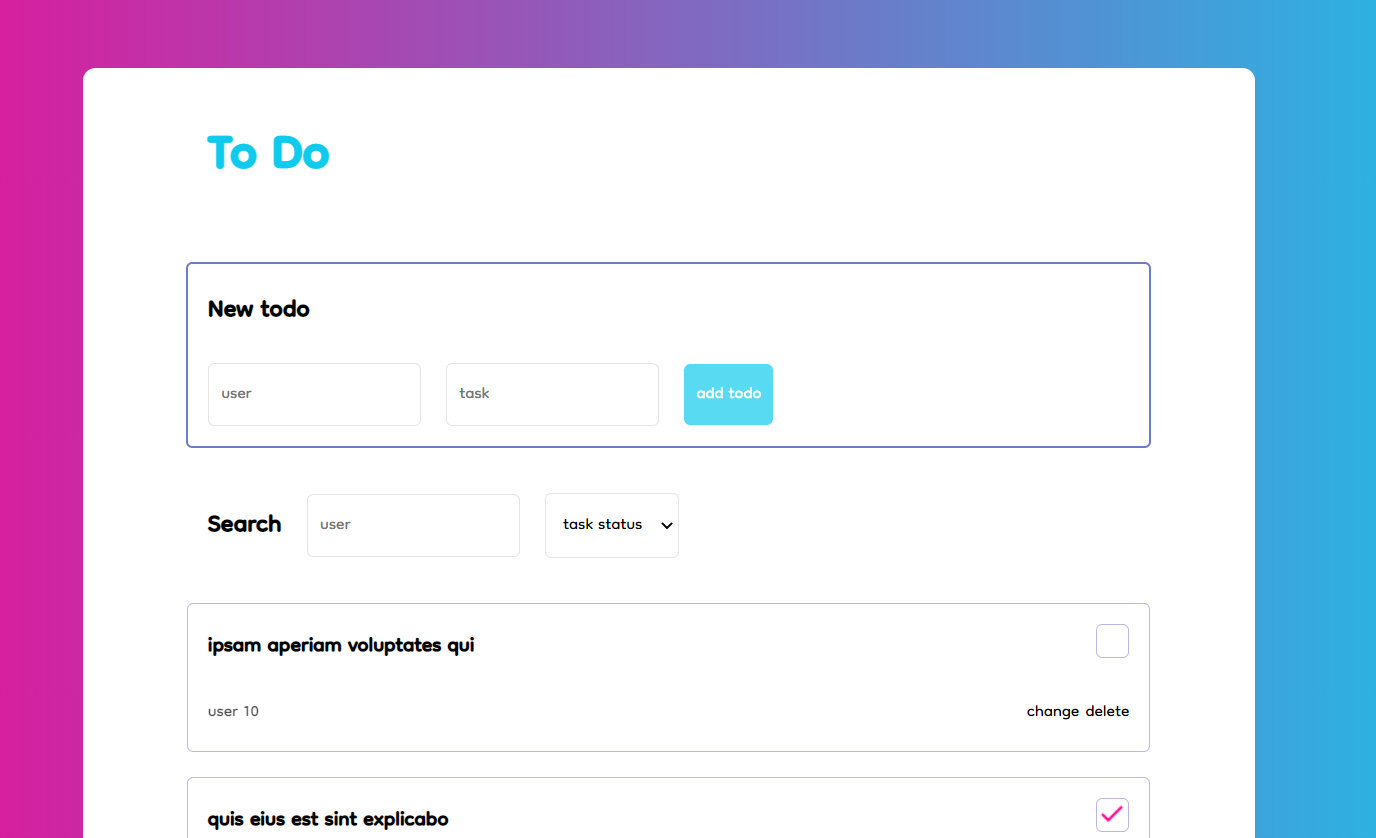 To Do
New todo
user task add todo
Search user task status
ipsam aperiam voluptates qui
user 10 change delete
quis eius est sint explicabo